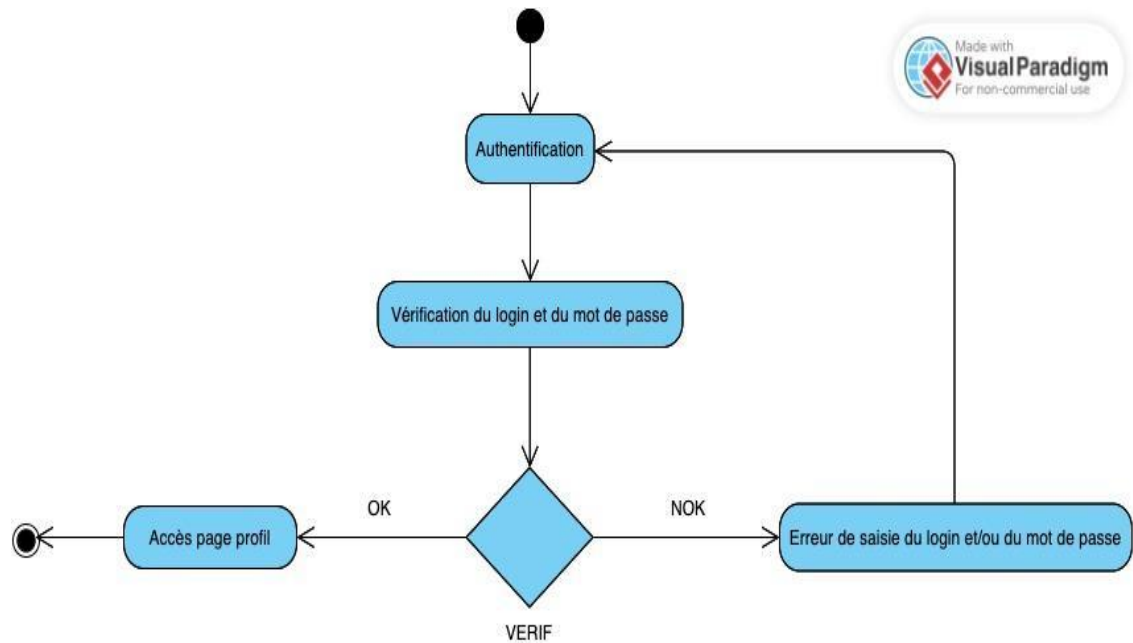 Made with
Visual Paradigm
For non-commercial use
Authentification
Vérification du login et du mot de passe
OK
NOK
Accès page profil
Erreur de saisie du login et/ou du mot de passe
VERIF